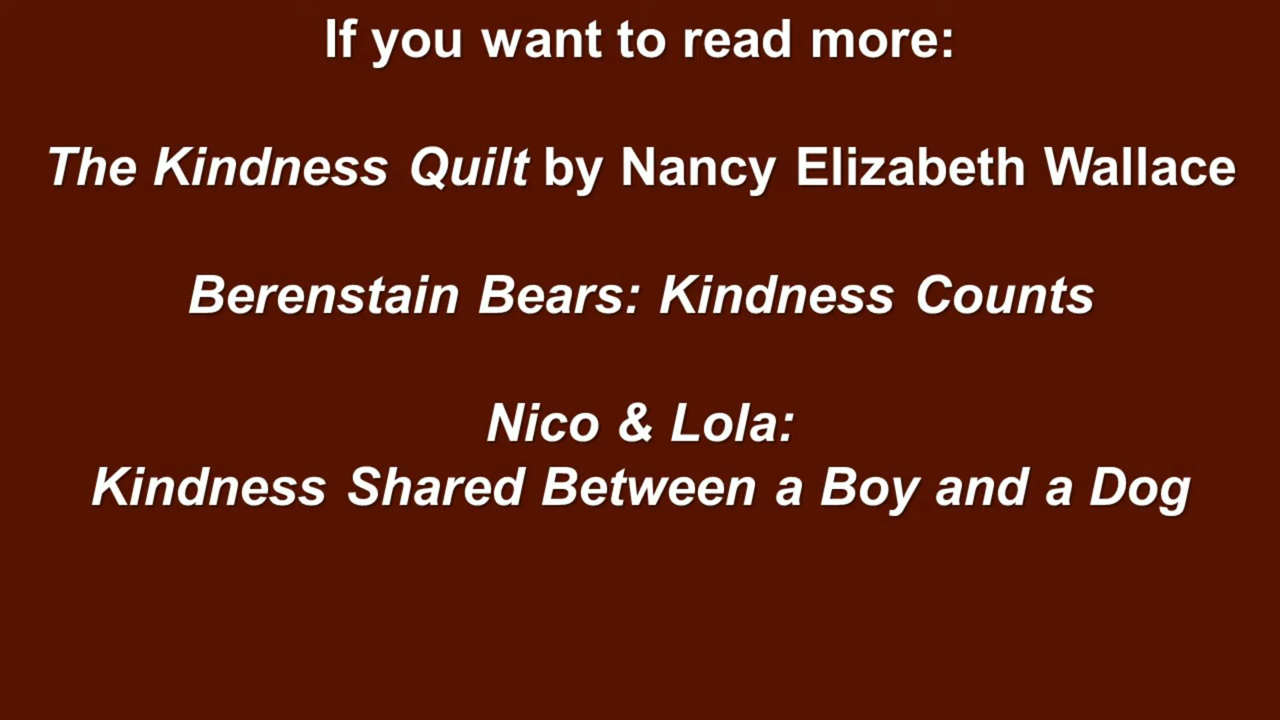 If you want to read more:
The Kindness Quilt by Nancy Elizabeth Wallace
Berenstain Bears: Kindness Counts
Nico & Lola:
Kindness Shared Between a Boy and a Dog